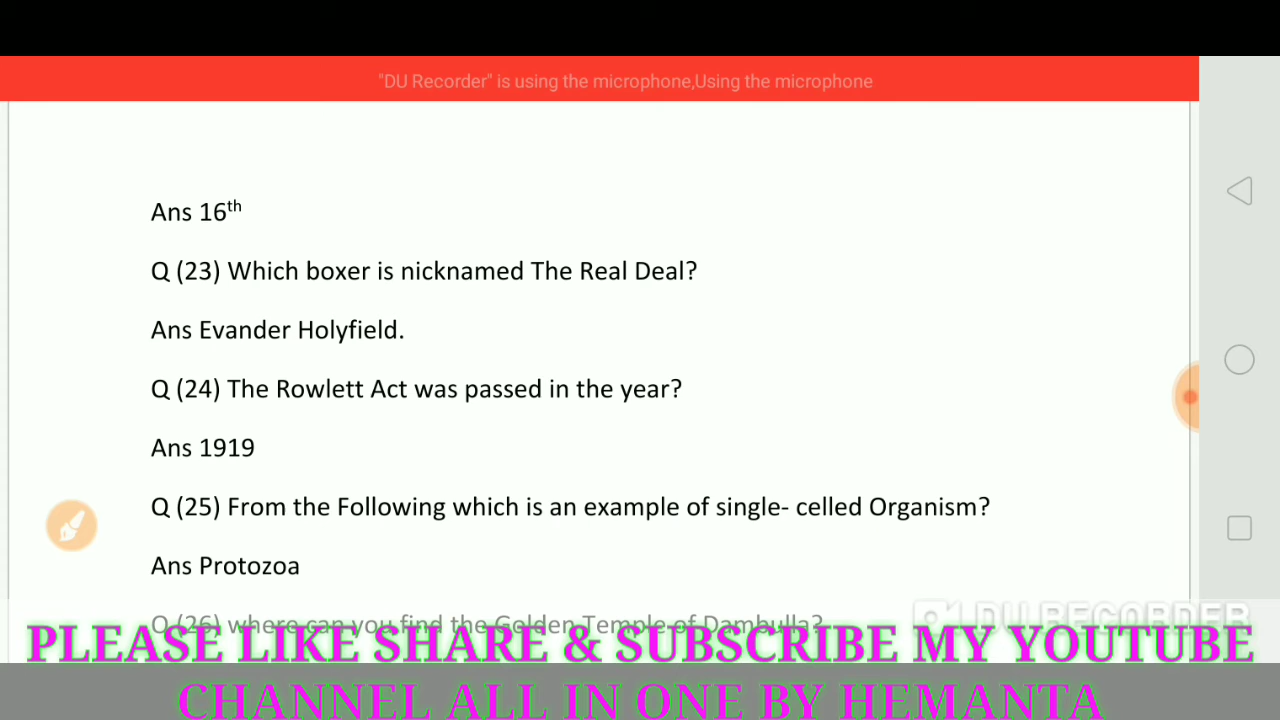 "DU Recorder" is using the microphone,Using the microphone
Ans 16th
Q (23) Which boxer is nicknamed The Real Deal?
Ans Evander Holyfield.
Q (24) The Rowlett Act was passed in the year?
Ans 1919
Q (25) From the Following which is an example of single- celled Organism?
Ans Protozoa
Q (26) where can you find the Golden Temple of Dambulla?
DU RECORDER
PLEASE LIKE SHARE & SUBSCRIBE MY YOUTUBE
CHANNEL ALL IN ONE BY HEMANTA